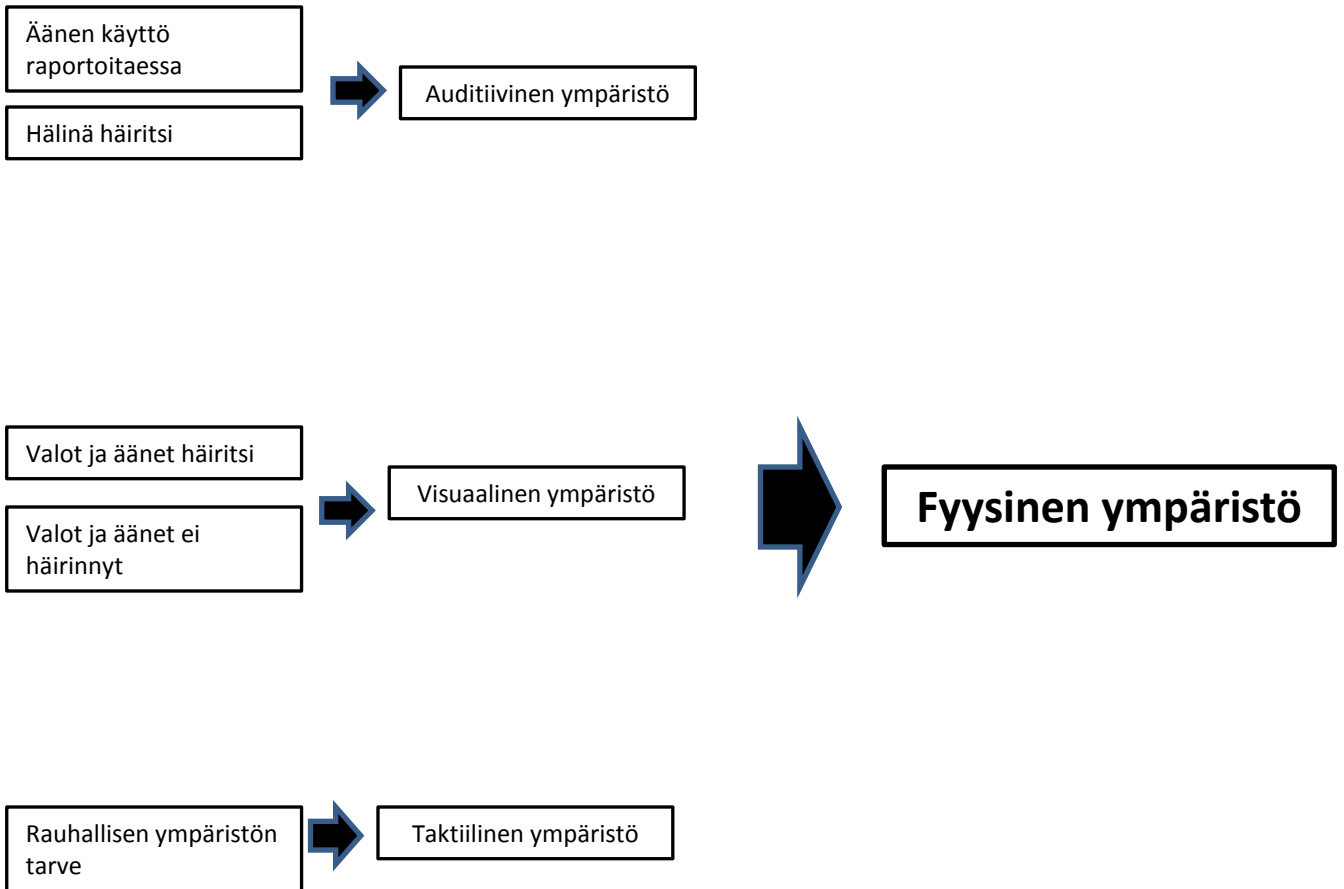 Äänen käyttö
raportoitaessa
Hälinä häiritsi
Auditiivinen ympäristö
Valot ja äänet häiritsi
Valot ja äänet ei
häirinnyt
Visuaalinen ympäristö
Fyysinen ympäristö
Rauhallisen ympäristön
tarve
Taktiilinen ympäristö